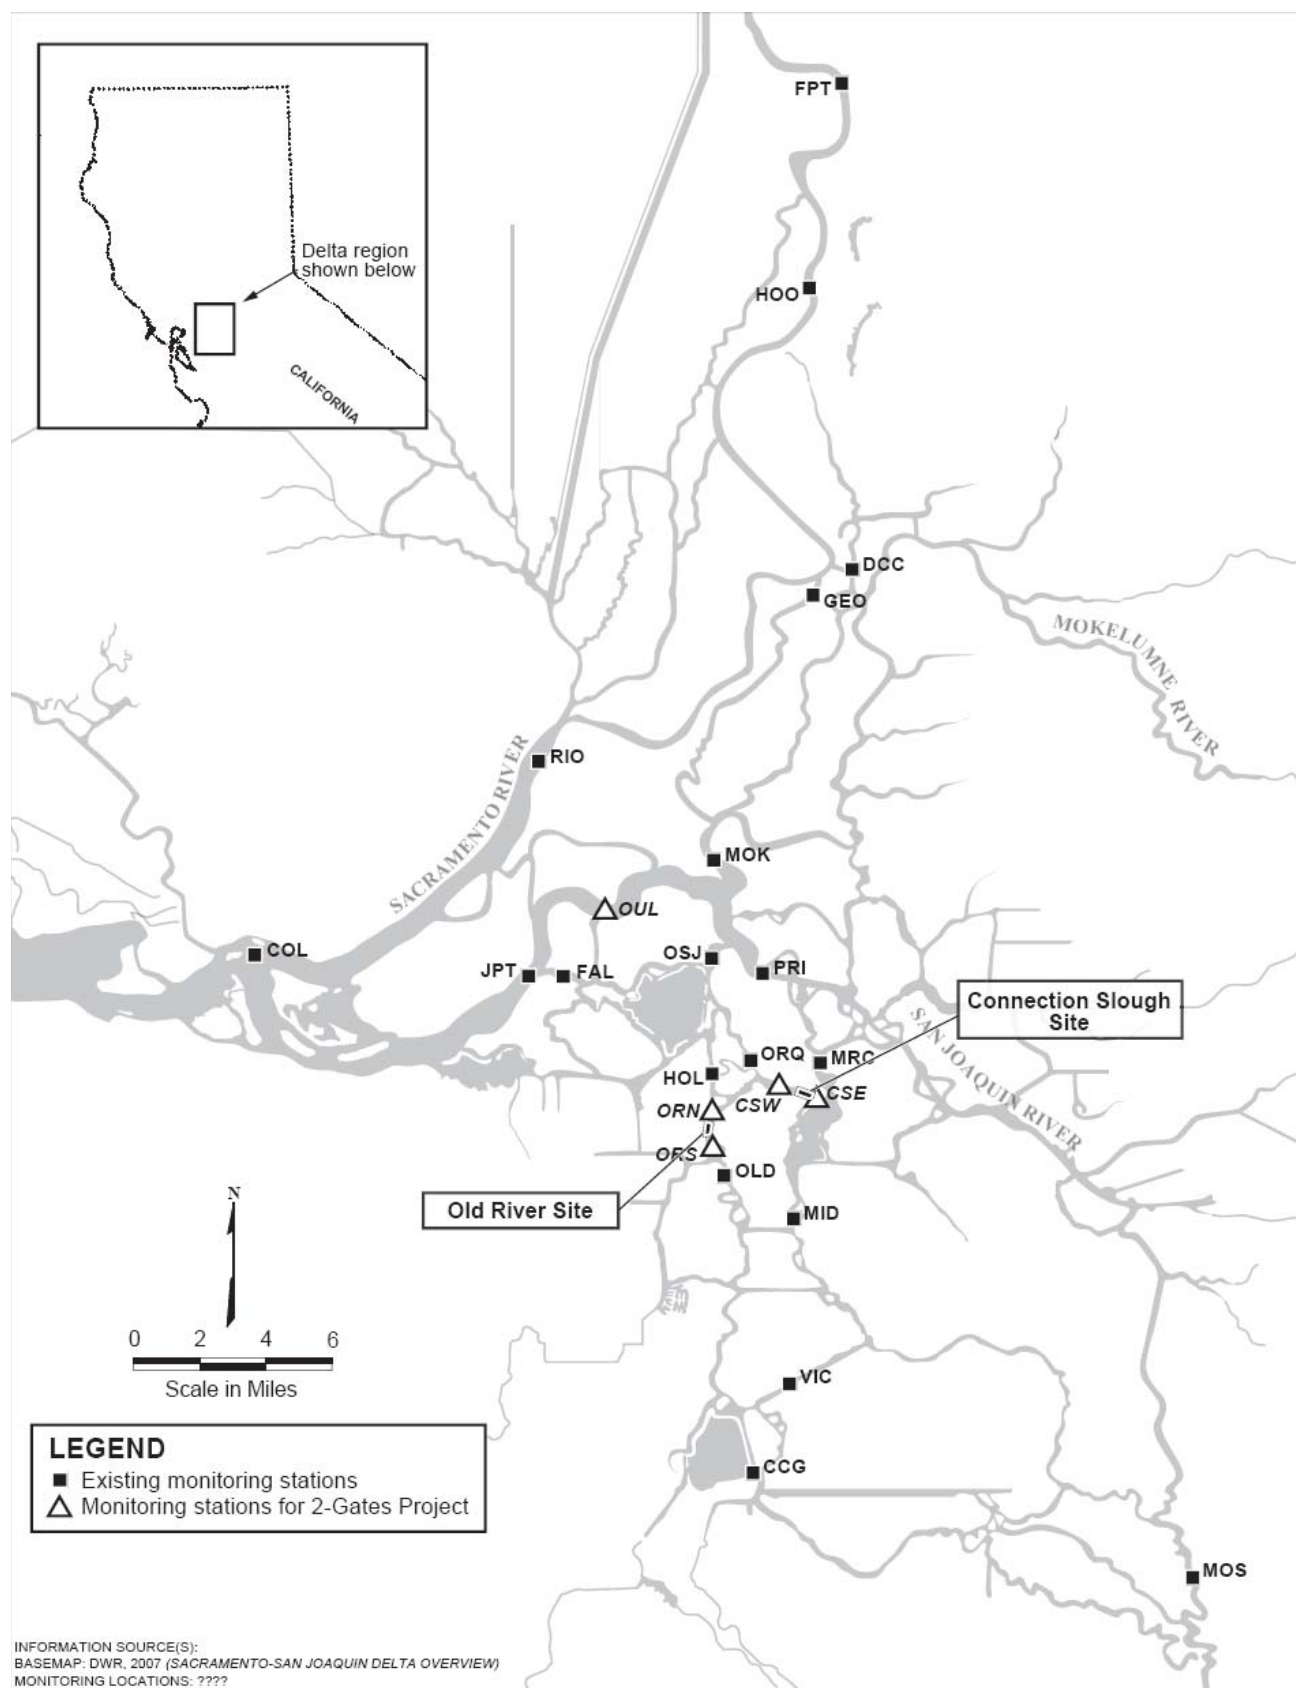 Delta region
shown below
CALIFORNIA
FPT
HOO
DCC
GEO
MOKELUMNE RIVER
SACRAMENTO RIVER
RIO
MOK
OUL
COL
OSJ
JPT
FAL
PRI
Connection Slough
Site
SAN JOAQUIN RIVER
ORQ
MRC
HOL
CSW
CSE
ORN
ORS
OLD
Old River Site
MID
N
0 2 4 6
Scale in Miles
VIC
CCG
LEGEND
Existing monitoring stations
Monitoring stations for 2-Gates Project
MOS
INFORMATION SOURCE(S):
BASEMAP: DWR, 2007 (SACRAMENTO-SAN JOAQUIN DELTA OVERVIEW)
MONITORING LOCATIONS: ????